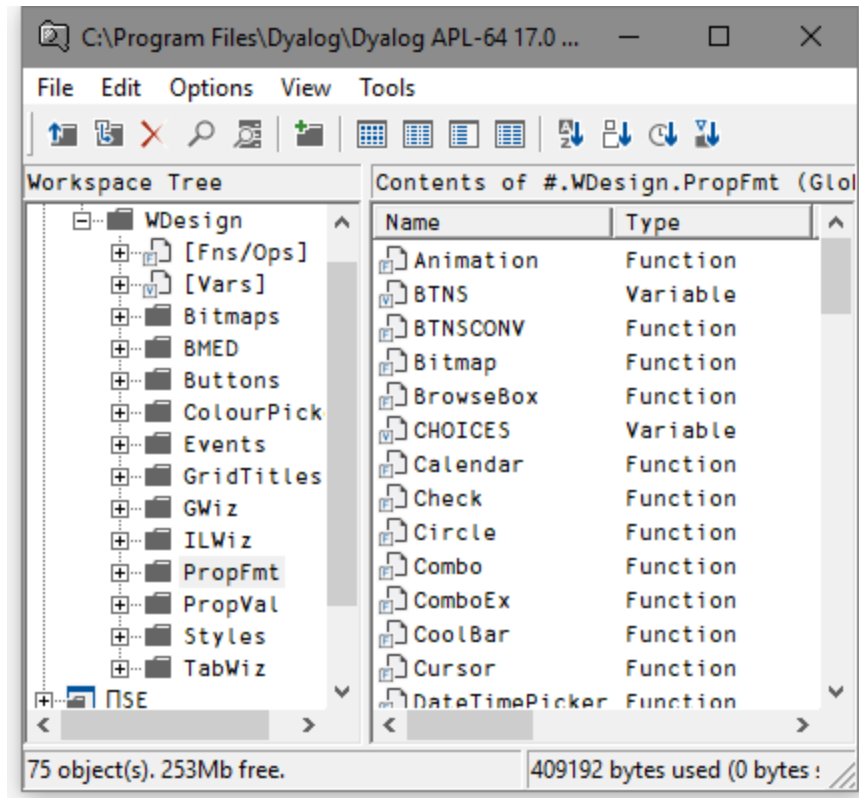 C:\Program Files\Dyalog\Dyalog APL-64 17.0 ...
File Edit Options View Tools
Workspace Tree
WDesign
[Fns/Ops]
[Vars]
Bitmaps
BMED
Buttons
ColourPick
Events
GridTitles
GWiz
ILWiz
PropFmt
PropVal
Styles
TabWiz
⎕SE
Contents of #.WDesign.PropFmt (Glo
Name Type
Animation Function
BTNS Variable
BTNSCONV Function
Bitmap Function
BrowseBox Function
CHOICES Variable
Calendar Function
Check Function
Circle Function
Combo Function
ComboEx Function
CoolBar Function
Cursor Function
DateTimePicker Function
75 object(s). 253Mb free.
409192 bytes used (0 bytes